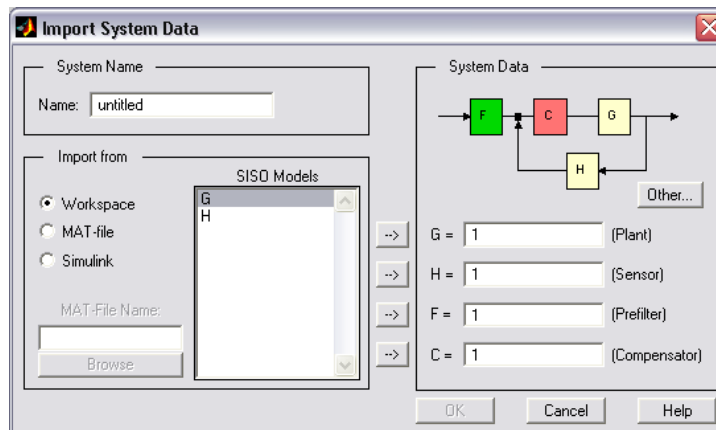 Import System Data
System Name
Name: untitled
Import from
Workspace
MAT-file
Simulink
MAT-File Name:
Browse
SISO Models
G
H
-->
-->
-->
-->
System Data
F
C
G
H
Other...
G = 1 (Plant)
H = 1 (Sensor)
F = 1 (Prefilter)
C = 1 (Compensator)
OK Cancel Help